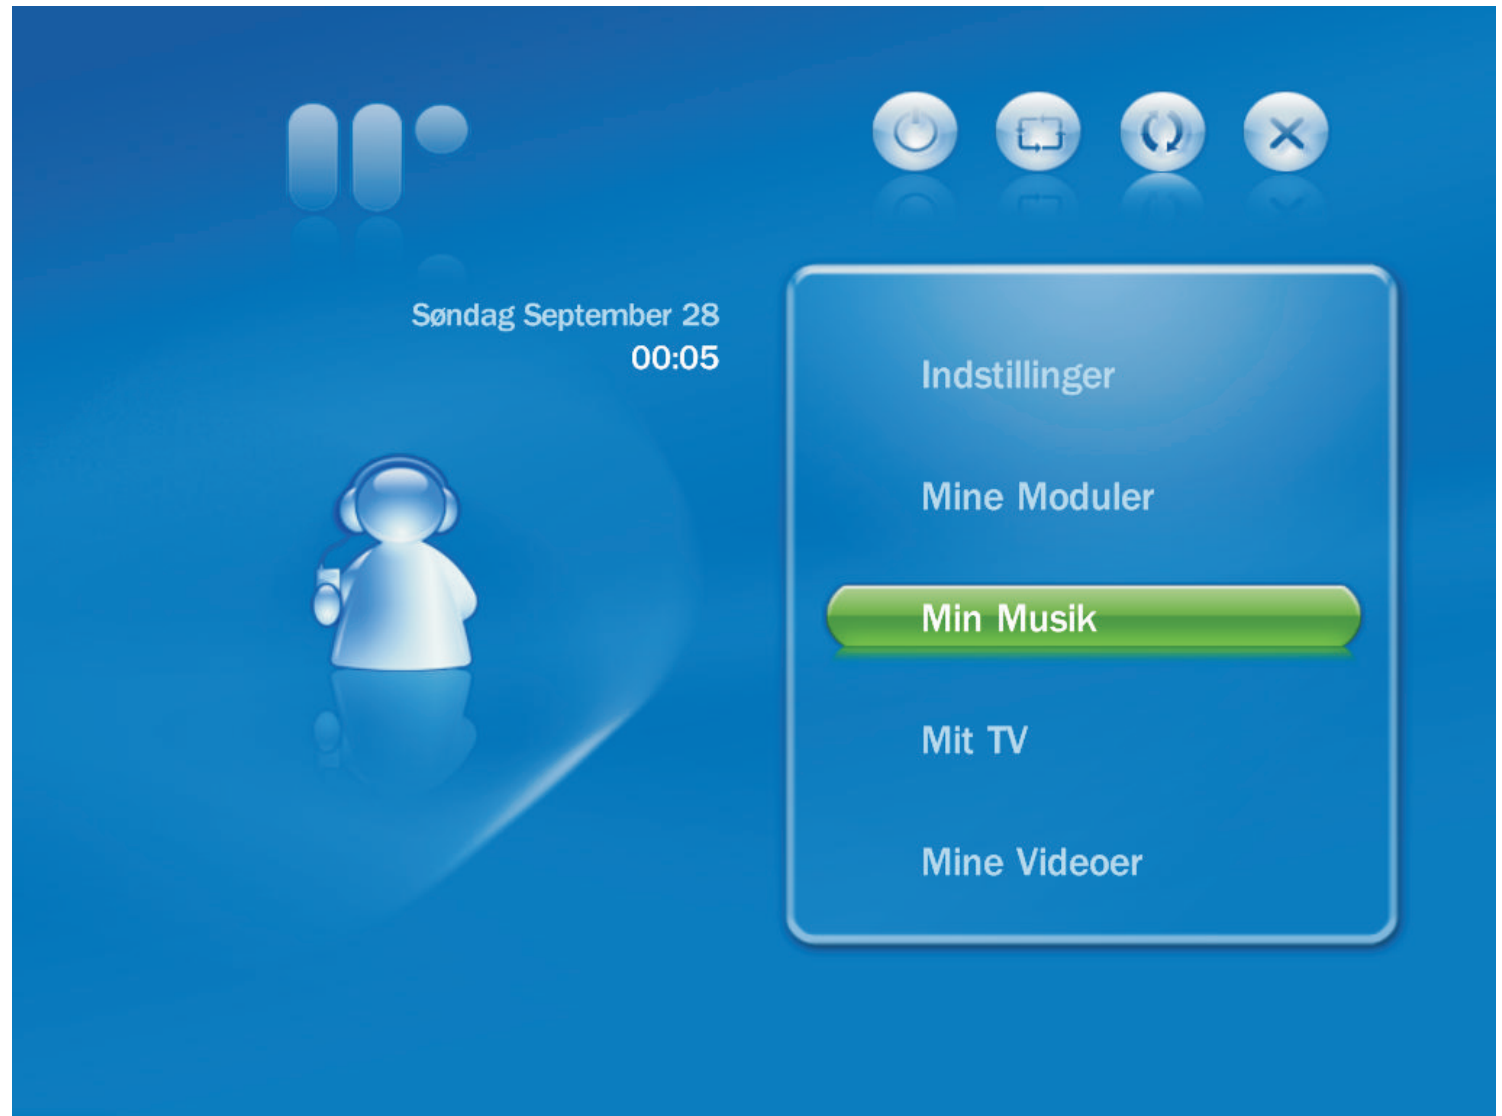 Søndag September 28
00:05
Indstillinger
Mine Moduler
Min Musik
Mit TV
Mine Videoer